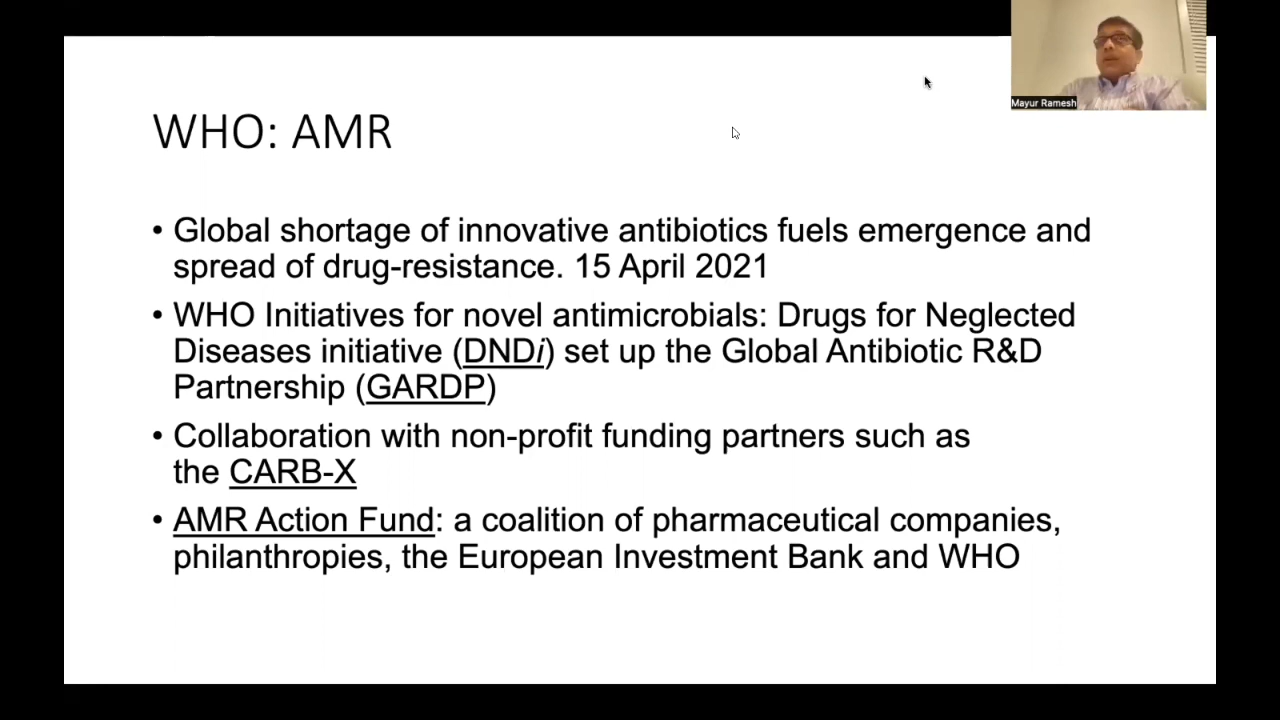 Mayur Ramesh
WHO: AMR
• Global shortage of innovative antibiotics fuels emergence and
spread of drug-resistance. 15 April 2021
• WHO Initiatives for novel antimicrobials: Drugs for Neglected
Diseases initiative (DNDi) set up the Global Antibiotic R&D
Partnership (GARDP)
• Collaboration with non-profit funding partners such as
the CARB-X
• AMR Action Fund: a coalition of pharmaceutical companies,
philanthropies, the European Investment Bank and WHO